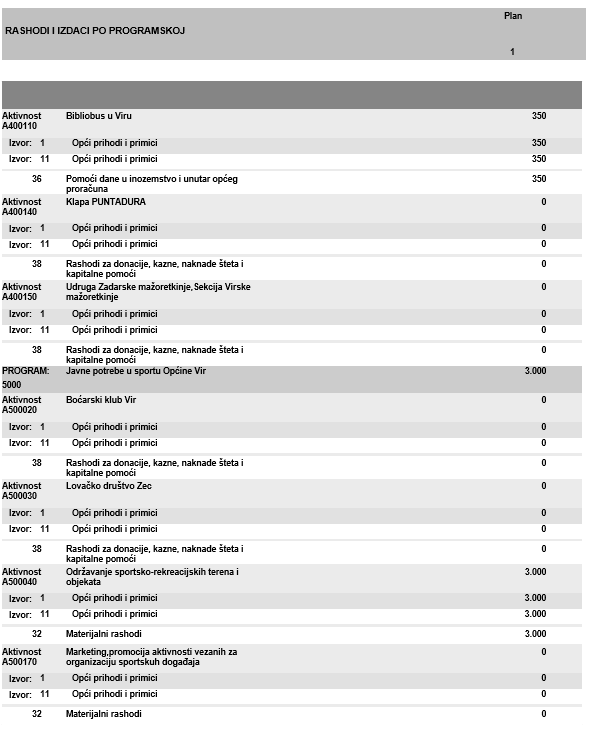 Plan
RASHODI I IZDACI PO PROGRAMSKOJ
1
Aktivnost Bibliobus u Viru 350
A400110
Izvor: 1 Opći prihodi i primici 350
Izvor: 11 Opći prihodi i primici 350
36 Pomoći dane u inozemstvo i unutar općeg 350
proračuna
Aktivnost Klapa PUNTADURA 0
A400140
Izvor: 1 Opći prihodi i primici 0
Izvor: 11 Opći prihodi i primici 0
38 Rashodi za donacije, kazne, naknade šteta i 0
kapitalne pomoći
Aktivnost Udruga Zadarske mažoretkinje,Sekcija Virske 0
A400150 mažoretkinje
Izvor: 1 Opći prihodi i primici 0
Izvor: 11 Opći prihodi i primici 0
38 Rashodi za donacije, kazne, naknade šteta i 0
kapitalne pomoći
PROGRAM: Javne potrebe u sportu Općine Vir 3.000
5000
Aktivnost Boćarski klub Vir 0
A500020
Izvor: 1 Opći prihodi i primici 0
Izvor: 11 Opći prihodi i primici 0
38 Rashodi za donacije, kazne, naknade šteta i 0
kapitalne pomoći
Aktivnost Lovačko društvo Zec 0
A500030
Izvor: 1 Opći prihodi i primici 0
Izvor: 11 Opći prihodi i primici 0
38 Rashodi za donacije, kazne, naknade šteta i 0
kapitalne pomoći
Aktivnost Održavanje sportsko-rekreacijskih terena i 3.000
A500040 objekata
Izvor: 1 Opći prihodi i primici 3.000
Izvor: 11 Opći prihodi i primici 3.000
32 Materijalni rashodi 3.000
Aktivnost Marketing,promocija aktivnosti vezanih za 0
A500170 organizaciju sportskuh događaja
Izvor: 1 Opći prihodi i primici 0
Izvor: 11 Opći prihodi i primici 0
32 Materijalni rashodi 0